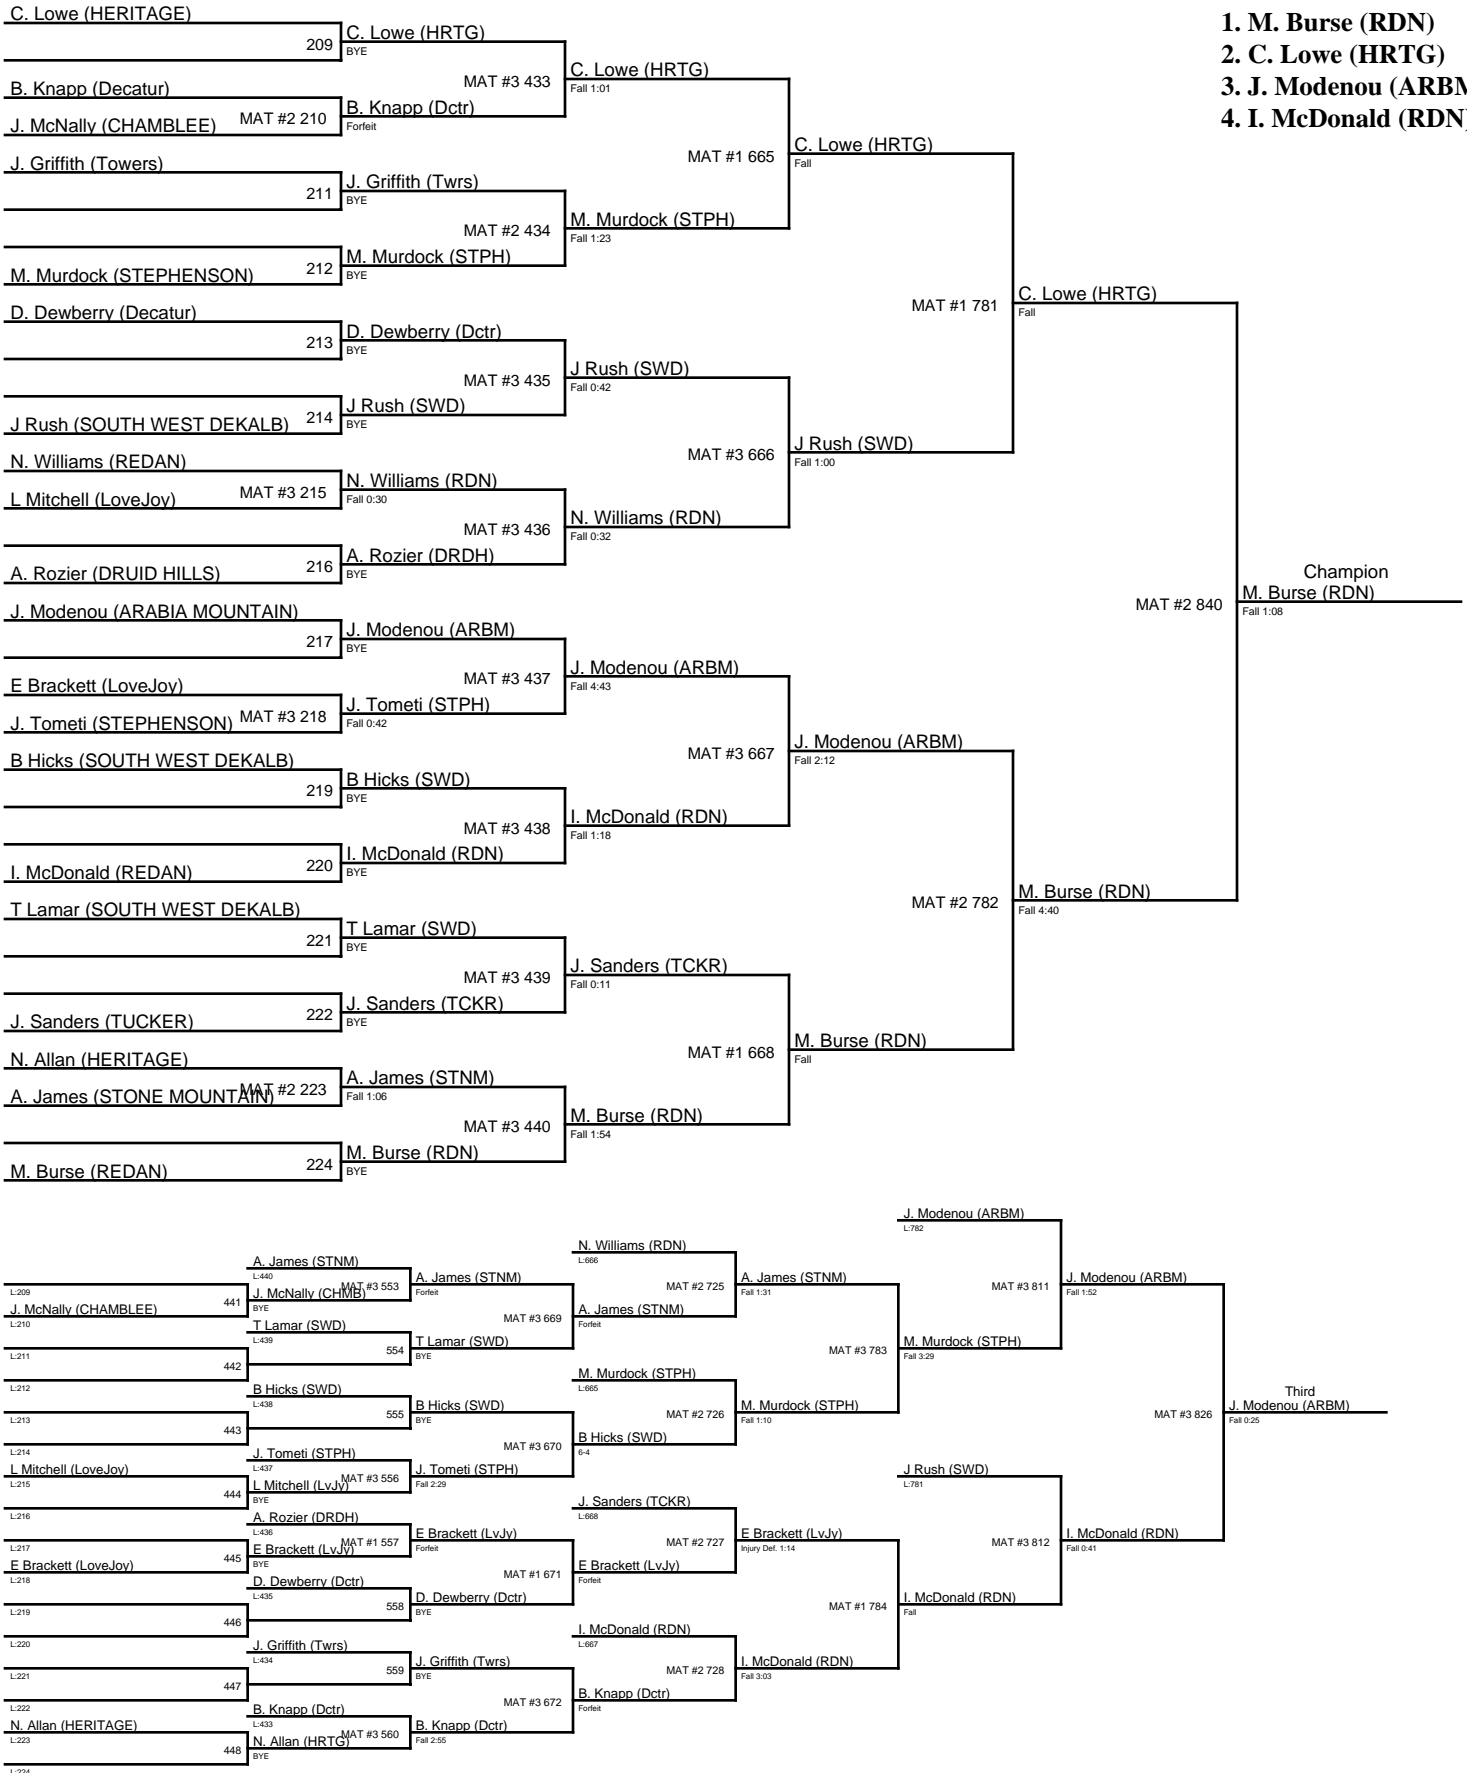 1. M. Burse (RDN)
2. C. Lowe (HRTG)
3. J. Modenou (ARBM
4. I. McDonald (RDN)
C. Lowe (HERITAGE)
209
B. Knapp (Decatur)
J. McNally (CHAMBLEE)
MAT #2 210
J. Griffith (Towers)
211
212
M. Murdock (STEPHENSON)
D. Dewberry (Decatur)
213
214
J Rush (SOUTH WEST DEKALB)
N. Williams (REDAN)
L Mitchell (LoveJoy)
MAT #3 215
216
A. Rozier (DRUID HILLS)
J. Modenou (ARABIA MOUNTAIN)
217
E Brackett (LoveJoy)
J. Tometi (STEPHENSON)
MAT #3 218
B Hicks (SOUTH WEST DEKALB)
219
220
I. McDonald (REDAN)
T Lamar (SOUTH WEST DEKALB)
221
222
J. Sanders (TUCKER)
N. Allan (HERITAGE)
A. James (STONE MOUNTAIN)
MAT #2 223
224
M. Burse (REDAN)
C. Lowe (HRTG)
BYE
MAT #3 433
B. Knapp (Dctr)
Forfeit
J. Griffith (Twrs)
BYE
MAT #2 434
M. Murdock (STPH)
BYE
D. Dewberry (Dctr)
BYE
MAT #3 435
J Rush (SWD)
BYE
N. Williams (RDN)
Fall 0:30
MAT #3 436
A. Rozier (DRDH)
BYE
J. Modenou (ARBM)
BYE
MAT #3 437
J. Tometi (STPH)
Fall 0:42
B Hicks (SWD)
BYE
MAT #3 438
I. McDonald (RDN)
BYE
T Lamar (SWD)
BYE
MAT #3 439
J. Sanders (TCKR)
BYE
A. James (STNM)
Fall 1:06
MAT #3 440
M. Burse (RDN)
BYE
C. Lowe (HRTG)
Fall 1:01
MAT #1 665
M. Murdock (STPH)
Fall 1:23
J Rush (SWD)
Fall 0:42
MAT #3 666
N. Williams (RDN)
Fall 0:32
J. Modenou (ARBM)
Fall 4:43
MAT #3 667
I. McDonald (RDN)
Fall 1:18
J. Sanders (TCKR)
Fall 0:11
MAT #1 668
M. Burse (RDN)
Fall 1:54
C. Lowe (HRTG)
Fall
MAT #1 781
J Rush (SWD)
Fall 1:00
J. Modenou (ARBM)
Fall 2:12
MAT #2 782
M. Burse (RDN)
Fall
C. Lowe (HRTG)
Fall
MAT #2 840
M. Burse (RDN)
Fall 4:40
Champion
M. Burse (RDN)
Fall 1:08
L:209
J. McNally (CHAMBLEE)
441
L:210
L:211
442
L:212
L:213
443
L:214
L Mitchell (LoveJoy)
L:215
444
L:216
L:217
445
E Brackett (LoveJoy)
L:218
L:219
446
L:220
L:221
447
L:222
N. Allan (HERITAGE)
L:223
448
L:224
A. James (STNM)
L:440
MAT #3 553
J. McNally (CHMB)
BYE
T Lamar (SWD)
L:439
554
B Hicks (SWD)
L:438
555
J. Tometi (STPH)
L:437
MAT #3 556
L Mitchell (LvJy)
BYE
A. Rozier (DRDH)
L:436
MAT #1 557
E Brackett (LvJy)
BYE
D. Dewberry (Dctr)
L:435
558
J. Griffith (Twrs)
L:434
559
B. Knapp (Dctr)
L:433
MAT #3 560
N. Allan (HRTG)
BYE
A. James (STNM)
Forfeit
MAT #3 669
T Lamar (SWD)
BYE
B Hicks (SWD)
BYE
MAT #3 670
J. Tometi (STPH)
Fall 2:29
E Brackett (LvJy)
Forfeit
MAT #1 671
D. Dewberry (Dctr)
BYE
J. Griffith (Twrs)
BYE
MAT #3 672
B. Knapp (Dctr)
Fall 2:55
N. Williams (RDN)
L:666
MAT #2 725
A. James (STNM)
Forfeit
M. Murdock (STPH)
L:665
MAT #2 726
B Hicks (SWD)
6-4
J. Sanders (TCKR)
L:668
MAT #2 727
E Brackett (LvJy)
Forfeit
I. McDonald (RDN)
L:667
MAT #2 728
B. Knapp (Dctr)
Forfeit
A. James (STNM)
Fall 1:31
MAT #3 783
M. Murdock (STPH)
Fall 1:10
E Brackett (LvJy)
Injury Def. 1:14
MAT #1 784
I. McDonald (RDN)
Fall 3:03
J. Modenou (ARBM)
L:782
MAT #3 811
M. Murdock (STPH)
Fall 3:29
J Rush (SWD)
L:781
MAT #3 812
I. McDonald (RDN)
Fall
J. Modenou (ARBM)
Fall 1:52
MAT #3 826
I. McDonald (RDN)
Fall 0:41
Third
J. Modenou (ARBM)
Fall 0:25